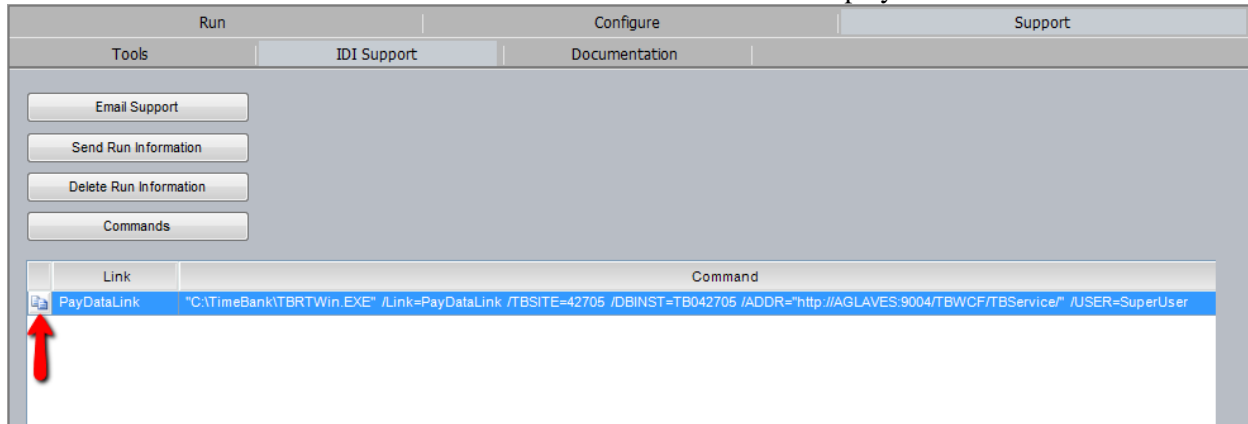 Run Configure Support
Tools IDI Support Documentation
Email Support
Send Run Information
Delete Run Information
Commands
Link Command
PayDataLink "C:\TimeBank\TBRTWin.EXE" /Link=PayDataLink /TBSITE=42705 /DBINST=TB042705 /ADDR="http://AGLAVES:9004/TBWCF/TBService/" /USER=SuperUser